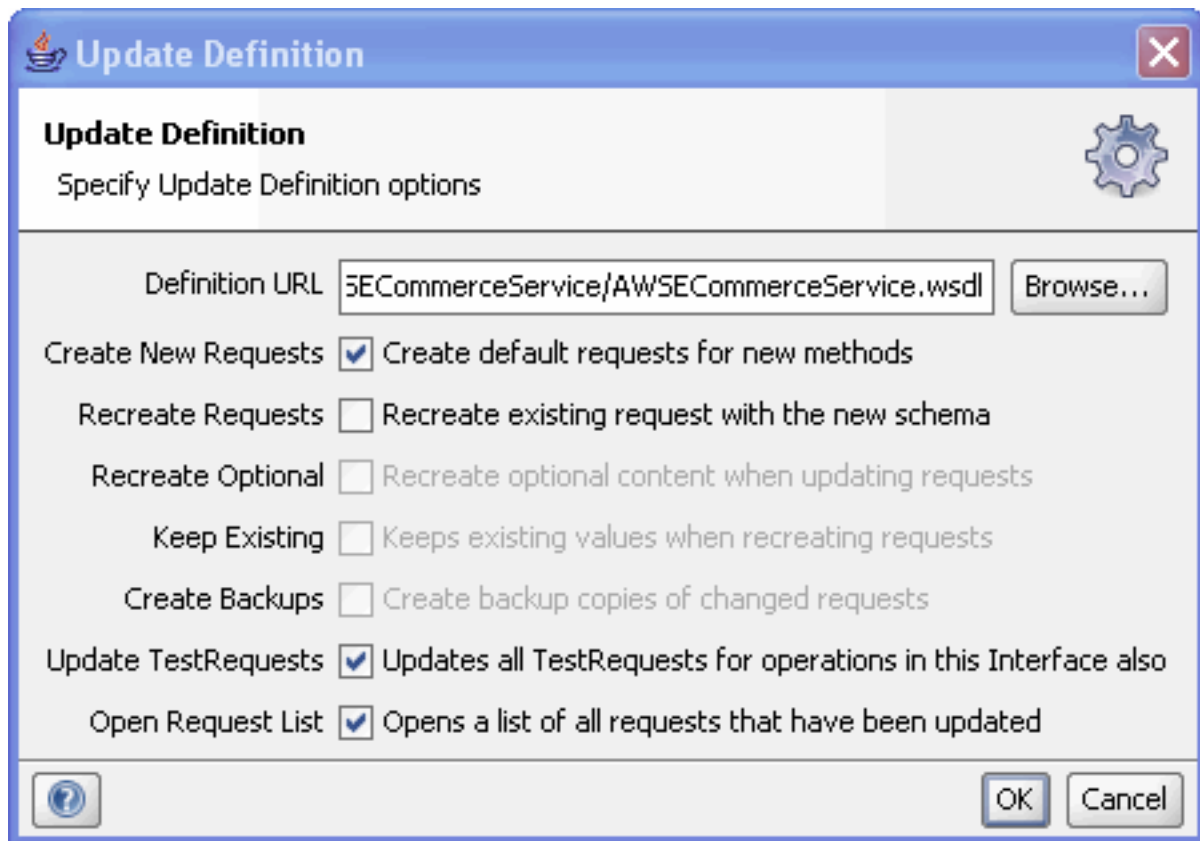 Update Definition
Update Definition
Specify Update Definition options
Definition URL SECommerceService/AWSECommerceService.wsdl Browse...
Create New Requests Create default requests for new methods
Recreate Requests Recreate existing request with the new schema
Recreate Optional Recreate optional content when updating requests
Keep Existing Keeps existing values when recreating requests
Create Backups Create backup copies of changed requests
Update TestRequests Updates all TestRequests for operations in this Interface also
Open Request List Opens a list of all requests that have been updated
? OK Cancel